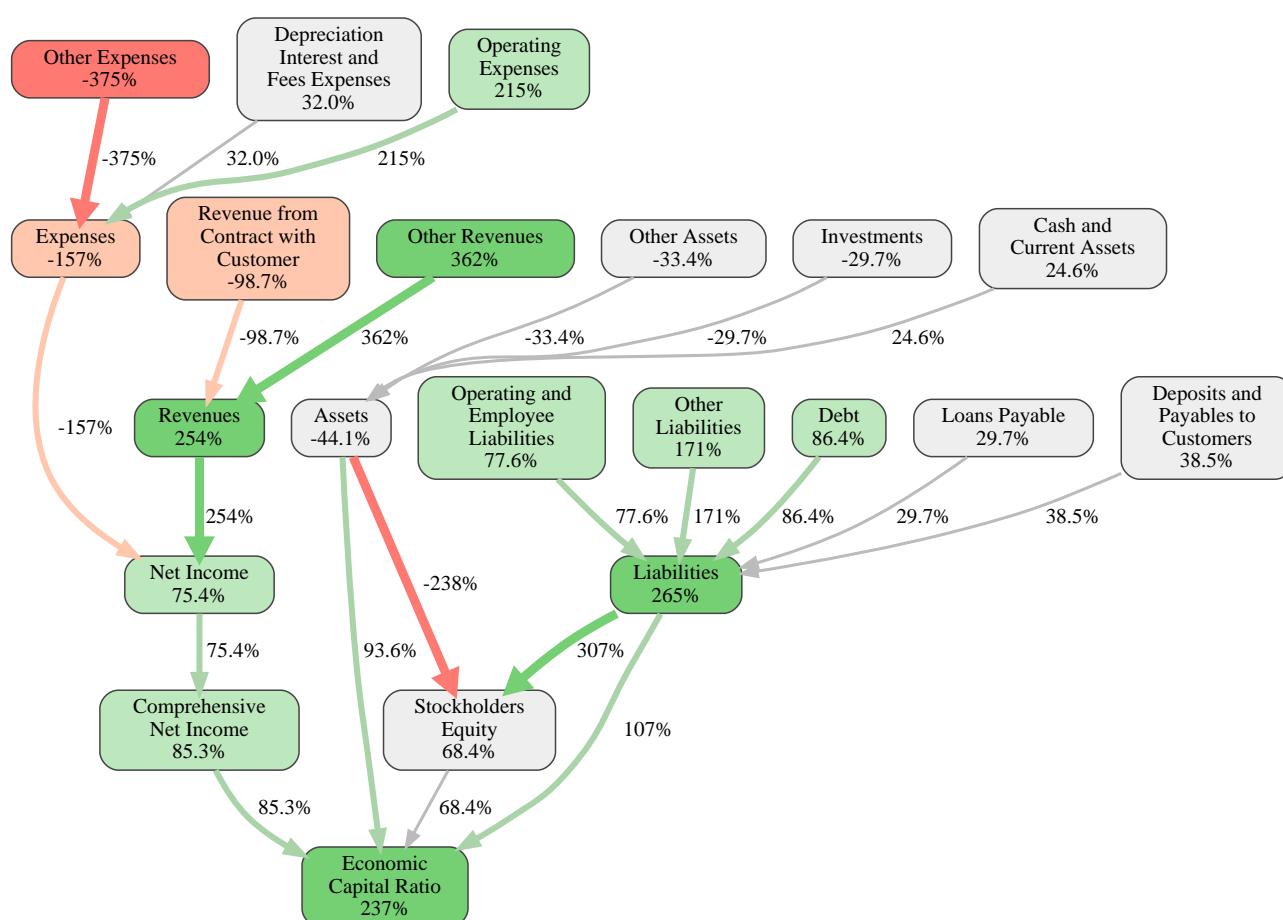 Other Expenses
-375%
Depreciation
Interest and
Fees Expenses
32.0%
Operating
Expenses
215%
-375%
32.0%
215%
Expenses
-157%
Revenue from
Contract with
Customer
-98.7%
Other Revenues
362%
Other Assets
-33.4%
Investments
-29.7%
Cash and
Current Assets
24.6%
-98.7%
362%
-33.4%
-29.7%
24.6%
-157%
Revenues
254%
Assets
-44.1%
Operating and
Employee
Liabilities
77.6%
Other
Liabilities
171%
Debt
86.4%
Loans Payable
29.7%
Deposits and
Payables to
Customers
38.5%
254%
77.6%
171%
86.4%
29.7%
38.5%
Net Income
75.4%
-238%
Liabilities
265%
75.4%
93.6%
307%
Comprehensive
Net Income
85.3%
Stockholders
Equity
68.4%
107%
85.3%
68.4%
Economic
Capital Ratio
237%